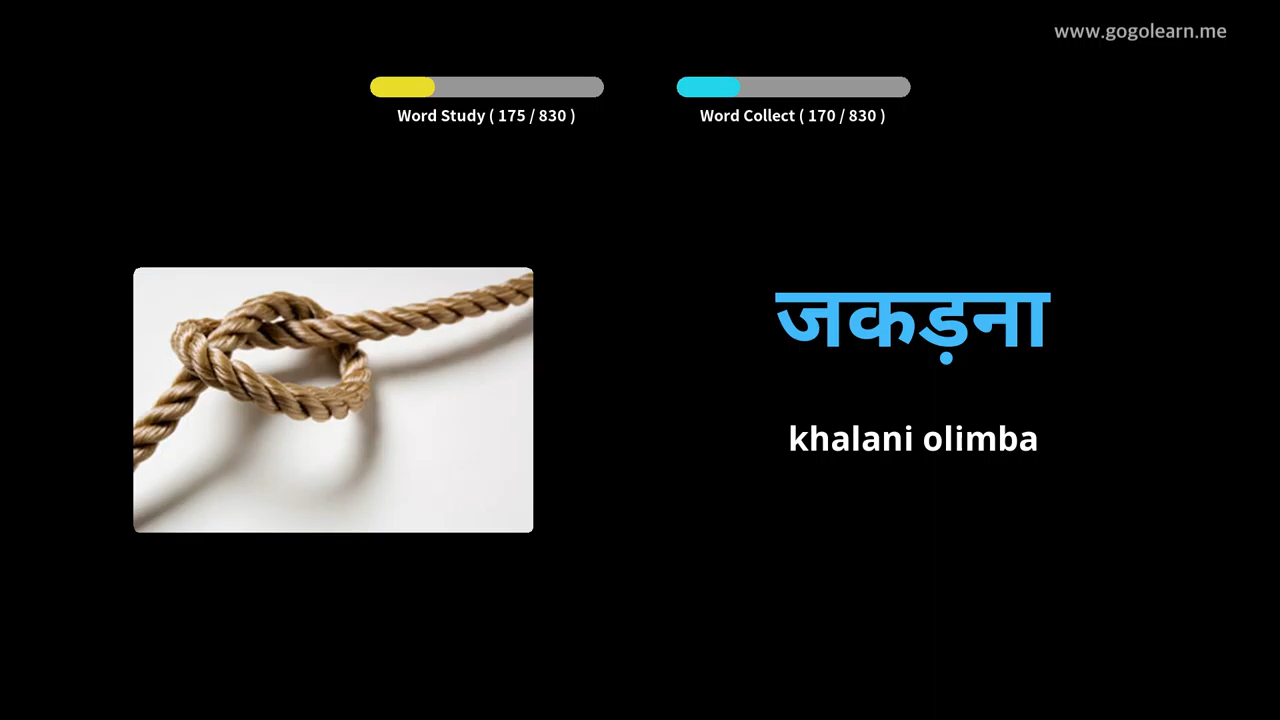 www.gogolearn.me
Word Study ( 175 / 830 )
Word Collect ( 170 / 830 )
जकड़ना
khalani olimba